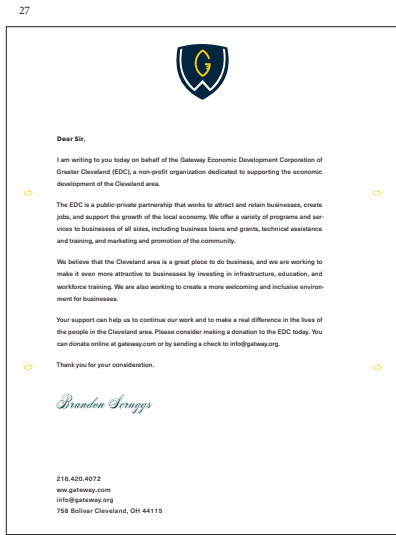 27
Dear Sir,
I am writing to you today on behalf of the Gateway Economic Development Corporation of
Greater Cleveland (EDC), a non-profit organization dedicated to supporting the economic
development of the Cleveland area.
The EDC is a public-private partnership that works to attract and retain businesses, create
jobs, and support the growth of the local economy. We offer a variety of programs and ser-
vices to businesses of all sizes, including business loans and grants, technical assistance
and training, and marketing and promotion of the community.
We believe that the Cleveland area is a great place to do business, and we are working to
make it even more attractive to businesses by investing in infrastructure, education, and
workforce training. We are also working to create a more welcoming and inclusive environ-
ment for businesses.
Your support can help us to continue our work and to make a real difference in the lives of
the people in the Cleveland area. Please consider making a donation to the EDC today. You
can donate online at gateway.com or by sending a check to info@gatway.org.
Thank you for your consideration.
Brandon Scruggs
216.420.4072
ww.gateway.com
info@gateway.org
758 Bolivar Cleveland, OH 44115